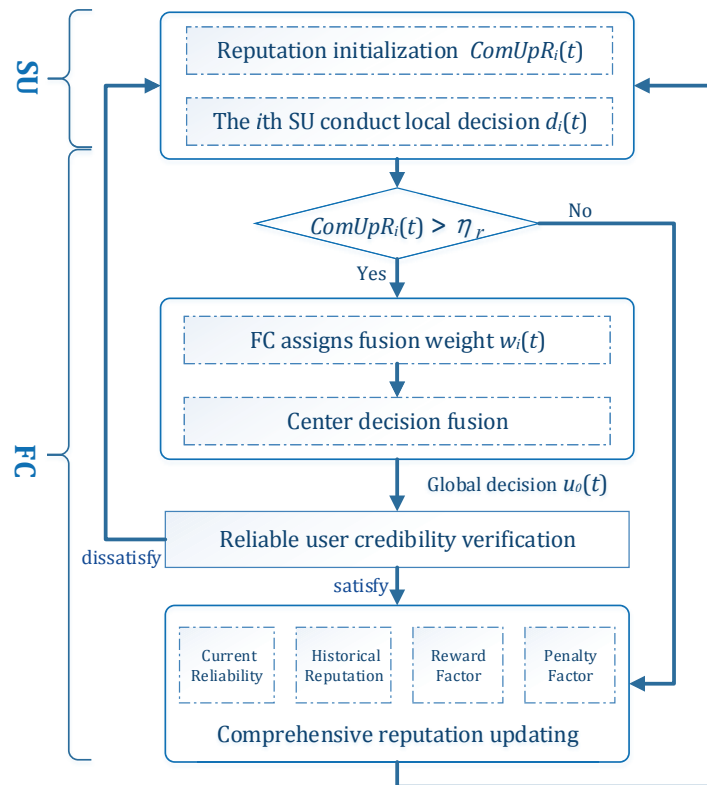 SU
Reputation initialization ComUpRᵢ(t)
The ith SU conduct local decision dᵢ(t)
ComUpRᵢ(t) > ηᵣ
No
Yes
FC
FC assigns fusion weight wᵢ(t)
Center decision fusion
Global decision u₀(t)
Reliable user credibility verification
dissatisfy
satisfy
Current
Reliability
Historical
Reputation
Reward
Factor
Penalty
Factor
Comprehensive reputation updating